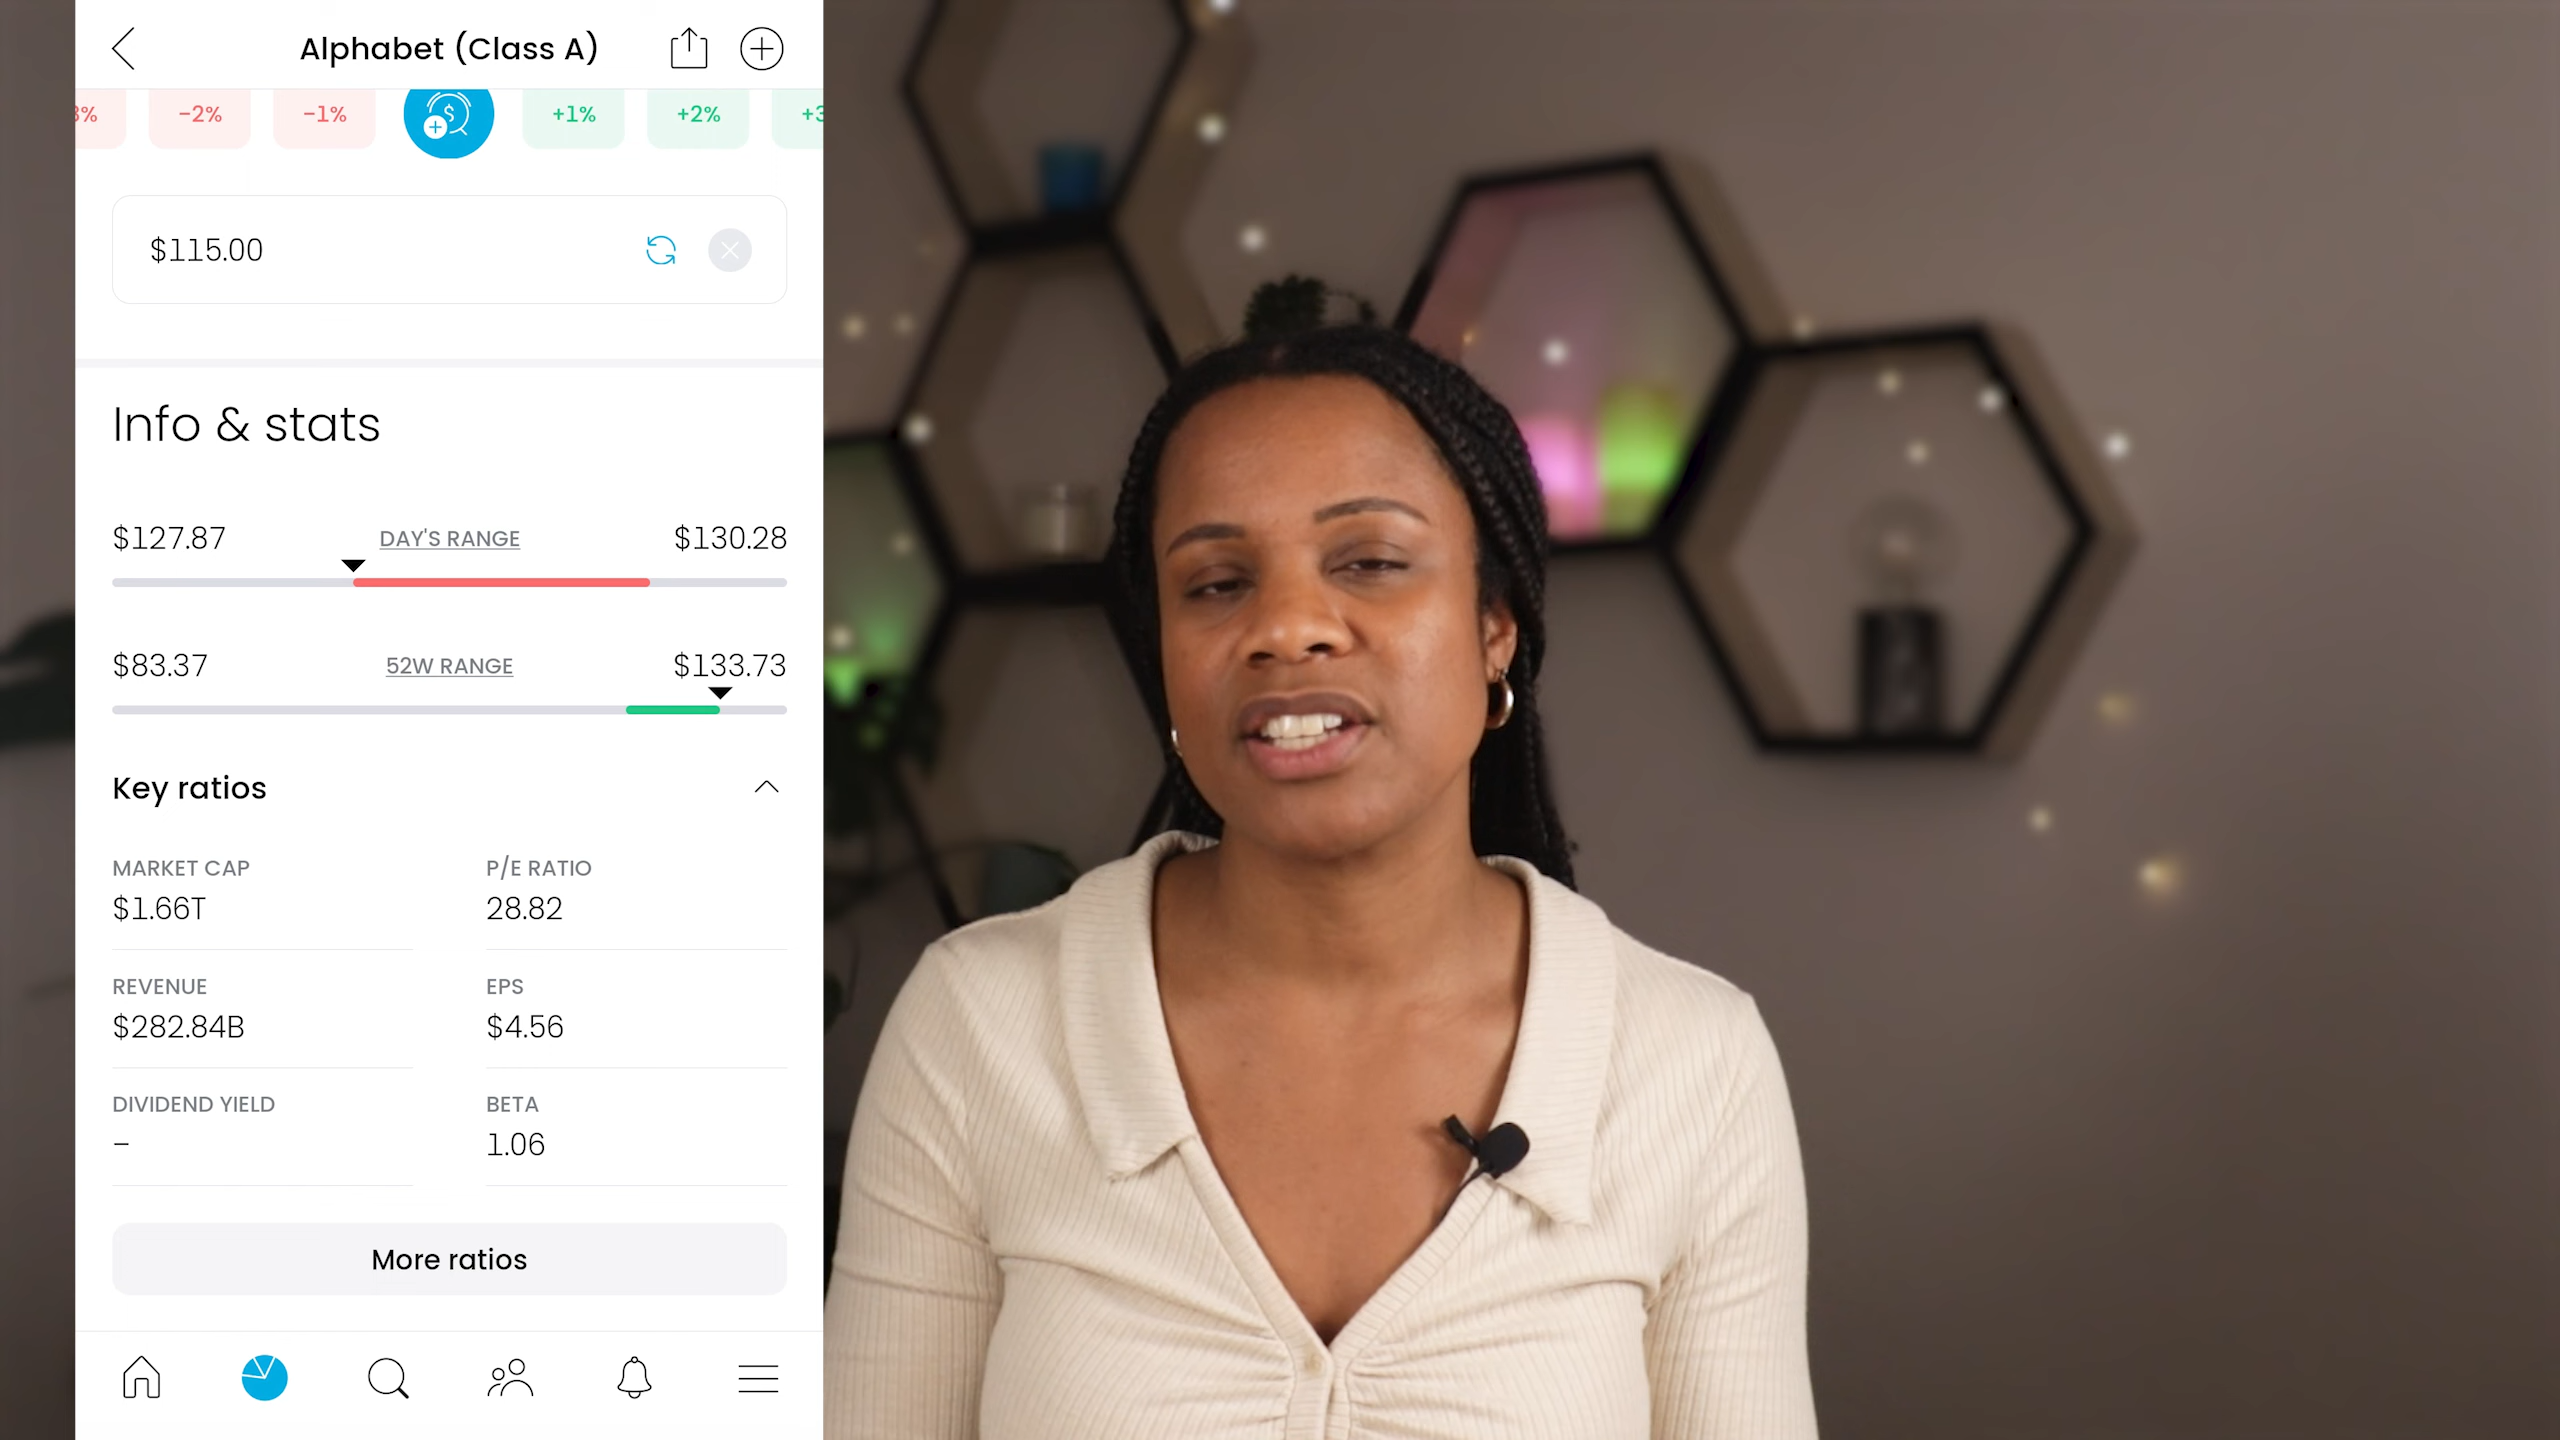 Alphabet (Class A)
3% −2% −1% $ +1% +2% +3
$115.00
Info & stats
$127.87 DAY'S RANGE $130.28
$83.37 52W RANGE $133.73
Key ratios
MARKET CAP P/E RATIO
$1.66T 28.82
REVENUE EPS
$282.84B $4.56
DIVIDEND YIELD BETA
– 1.06
More ratios